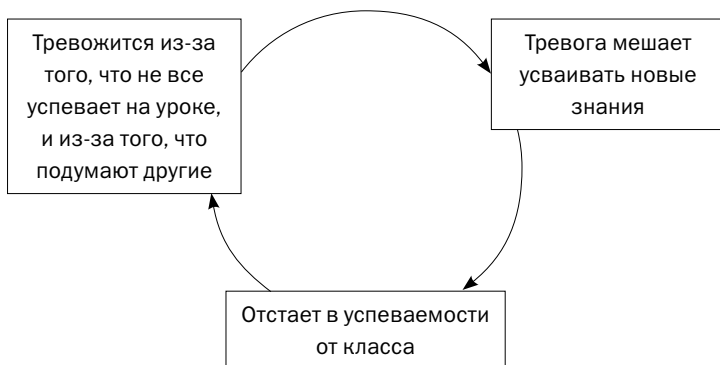 Тревожится из-за
того, что не все
успевает на уроке,
и из-за того, что
подумают другие
Тревога мешает
усваивать новые
знания
Отстает в успеваемости
от класса